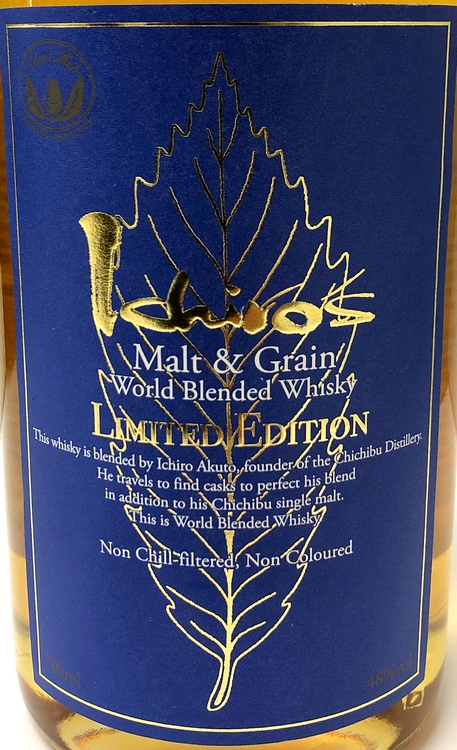 Ichiro's
Malt & Grain
World Blended Whisky
LIMITED EDITION
This whisky is blended by Ichiro Akuto, founder of the Chichibu Distillery.
He travels to find casks to perfect his blend
in addition to his Chichibu single malt.
This is World Blended Whisky
Non Chill-filtered, Non Coloured
700ml
48%vol